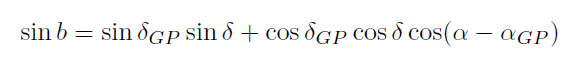 sin b = sin δ_GP sin δ + cos δ_GP cos δ cos(α − α_GP)